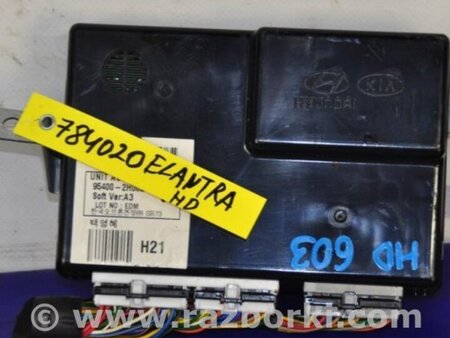 HYUNDAI
KIA
784020 ELANTRA
HD
95400-2H
Soft Ver:A3
LOT NO : EDM
H21
HD 603
www.razborki.com